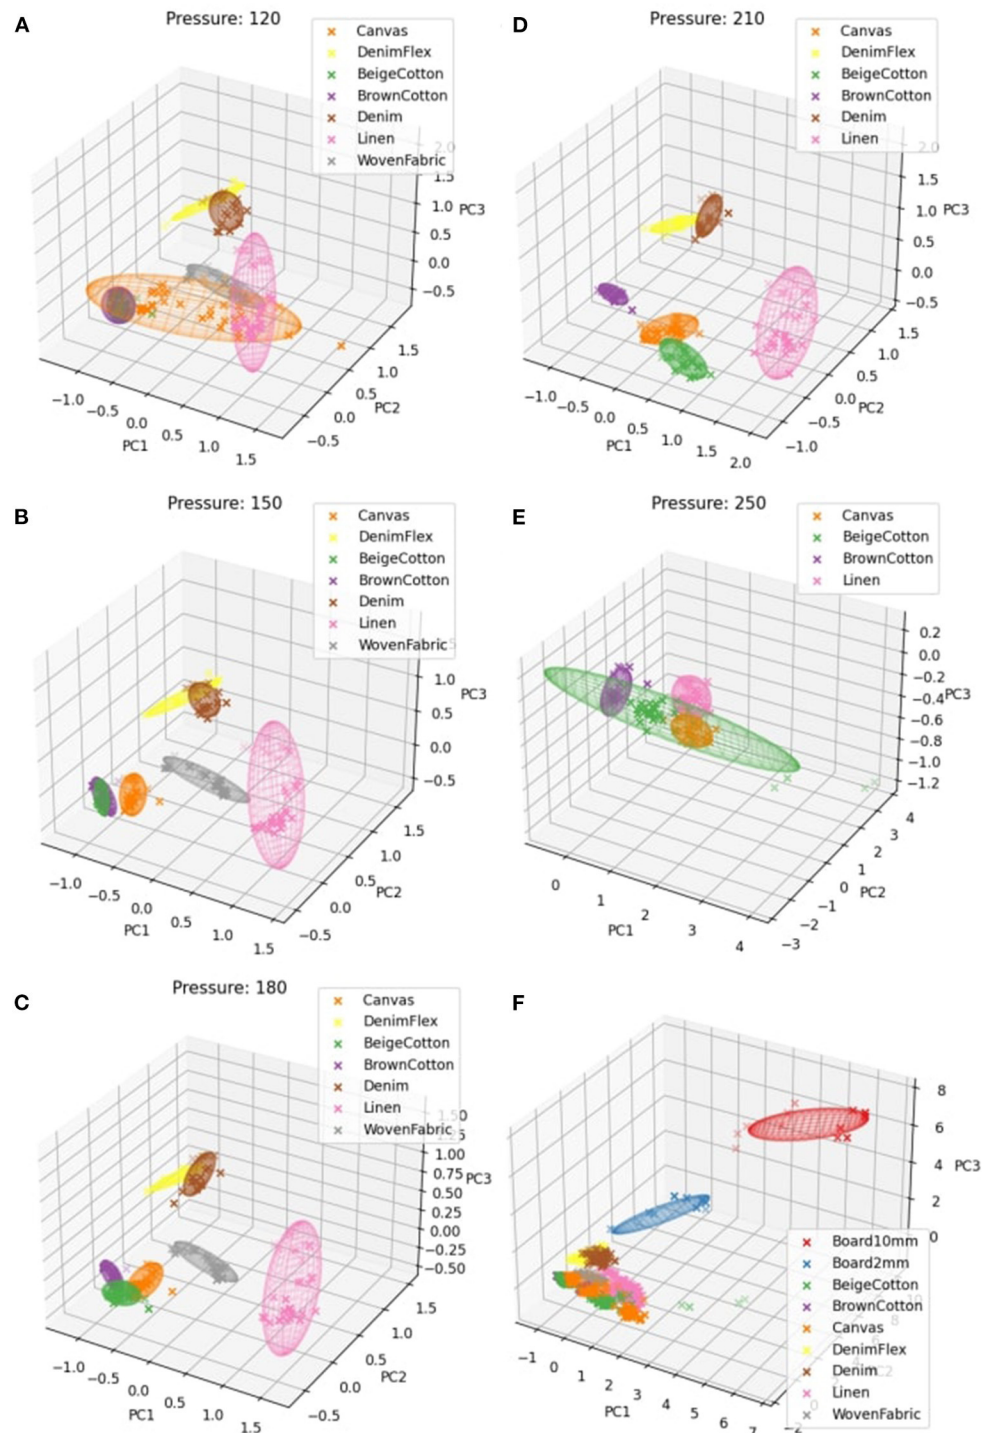 A
Pressure: 120
Canvas
DenimFlex
BeigeCotton
BrownCotton
Denim
Linen
WovenFabric
2.0
1.5
1.0
0.5
0.0
−0.5
PC3
1.5
1.0
0.5
0.0
−0.5
PC2
−1.0
−0.5
0.0
0.5
1.0
1.5
PC1
D
Pressure: 210
Canvas
DenimFlex
BeigeCotton
BrownCotton
Denim
Linen
2.0
1.5
1.0
0.5
0.0
−0.5
PC3
1.5
1.0
0.5
0.0
−0.5
−1.0
PC2
−1.0
−0.5
0.0
0.5
1.0
1.5
2.0
PC1
B
Pressure: 150
Canvas
DenimFlex
BeigeCotton
BrownCotton
Denim
Linen
WovenFabric
1.0
0.5
0.0
−0.5
PC3
1.5
1.0
0.5
0.0
−0.5
PC2
−1.0
−0.5
0.0
0.5
1.0
1.5
PC1
E
Pressure: 250
Canvas
BeigeCotton
BrownCotton
Linen
0.2
0.0
−0.2
−0.4
−0.6
−0.8
−1.0
−1.2
PC3
4
3
2
1
0
−1
−2
−3
PC2
0
1
2
3
4
PC1
C
Pressure: 180
Canvas
DenimFlex
BeigeCotton
BrownCotton
Denim
Linen
WovenFabric
1.50
1.25
1.00
0.75
0.50
0.25
0.00
−0.25
−0.50
PC3
1.5
1.0
0.5
0.0
−0.5
PC2
−1.0
−0.5
0.0
0.5
1.0
1.5
PC1
F
8
6
4
2
0
PC3
Board10mm
Board2mm
BeigeCotton
BrownCotton
Canvas
DenimFlex
Denim
Linen
WovenFabric
10
8
0
−2
−1
0
1
2
3
4
5
6
7
PC1